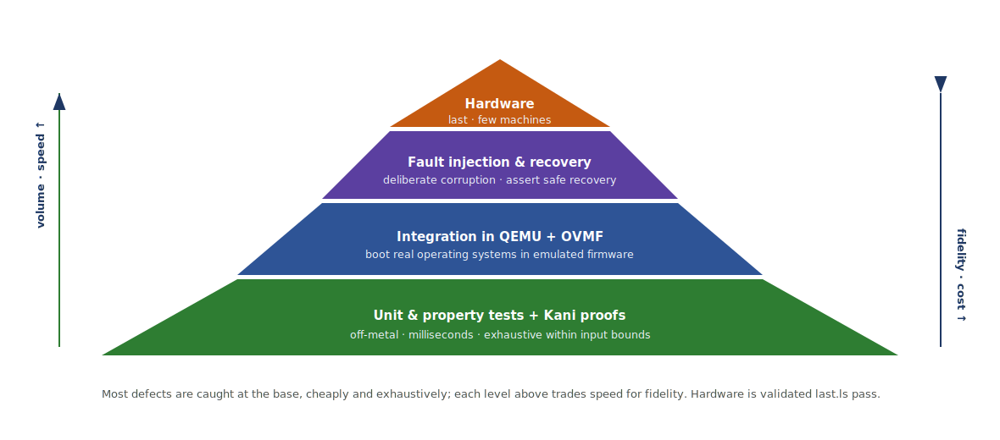 Hardware
last · few machines
Fault injection & recovery
deliberate corruption · assert safe recovery
Integration in QEMU + OVMF
boot real operating systems in emulated firmware
Unit & property tests + Kani proofs
off-metal · milliseconds · exhaustive within input bounds
volume · speed ↑
fidelity · cost ↑
Most defects are caught at the base, cheaply and exhaustively; each level above trades speed for fidelity. Hardware is validated last.ls pass.